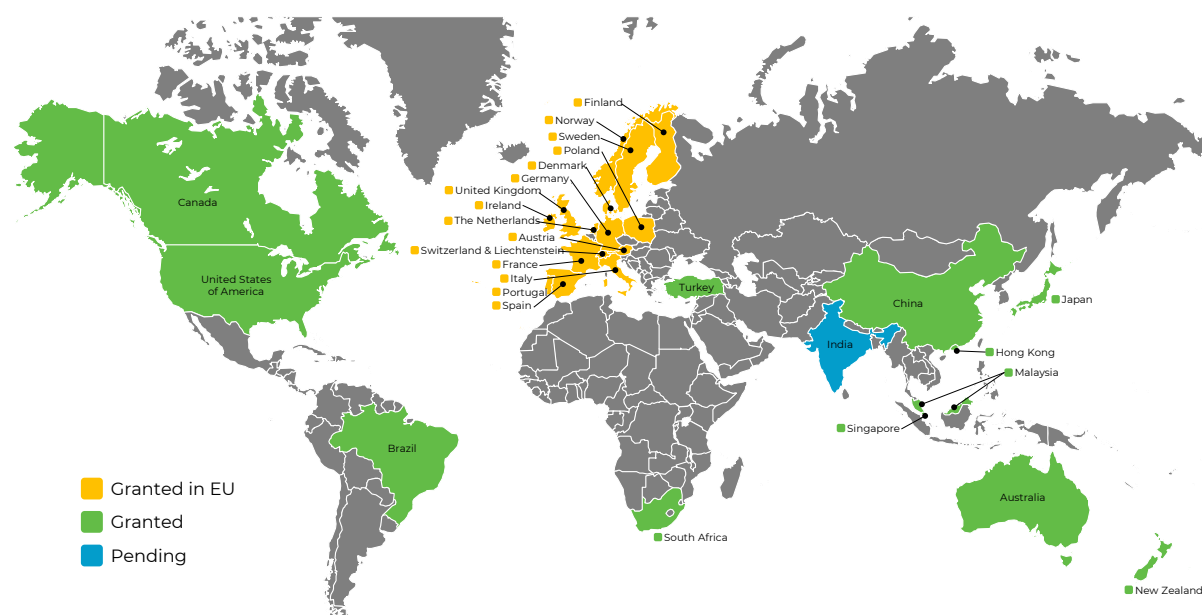 Finland
Norway
Sweden
Poland
Denmark
Germany
United Kingdom
Ireland
The Netherlands
Austria
Switzerland & Liechtenstein
France
Italy
Portugal
Spain
Canada
United States
of America
Turkey
China
Japan
India
Hong Kong
Malaysia
Singapore
Brazil
Australia
South Africa
New Zealand
Granted in EU
Granted
Pending